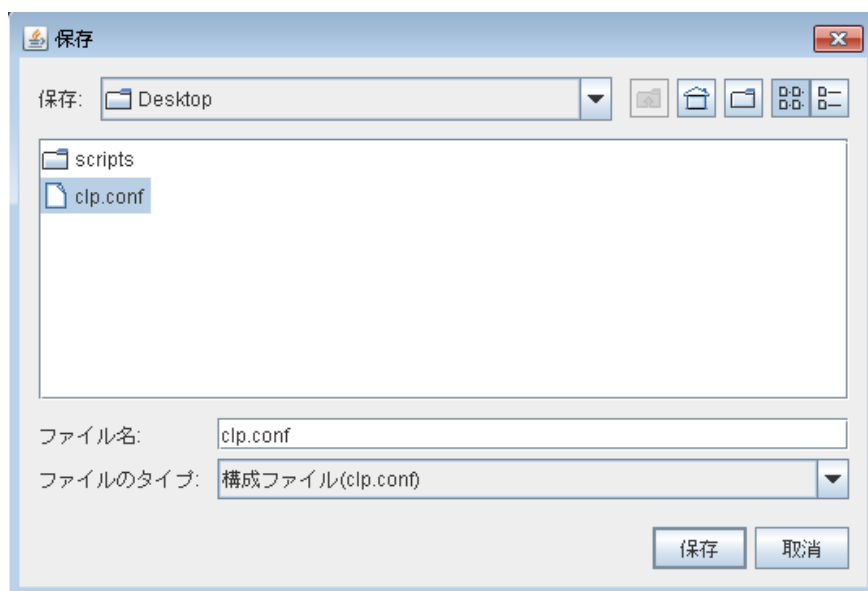 保存
保存: Desktop
scripts
clp.conf
ファイル名: clp.conf
ファイルのタイプ: 構成ファイル(clp.conf)
保存 取消